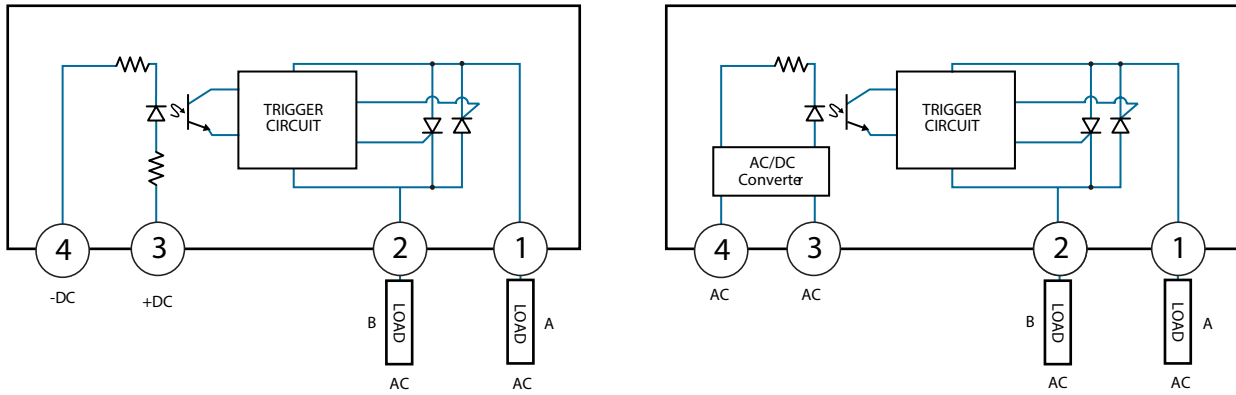 TRIGGER
CIRCUIT
4
3
2
1
-DC
+DC
B
LOAD
LOAD
A
AC
AC
TRIGGER
CIRCUIT
AC/DC
Converter
4
3
2
1
AC
AC
B
LOAD
LOAD
A
AC
AC